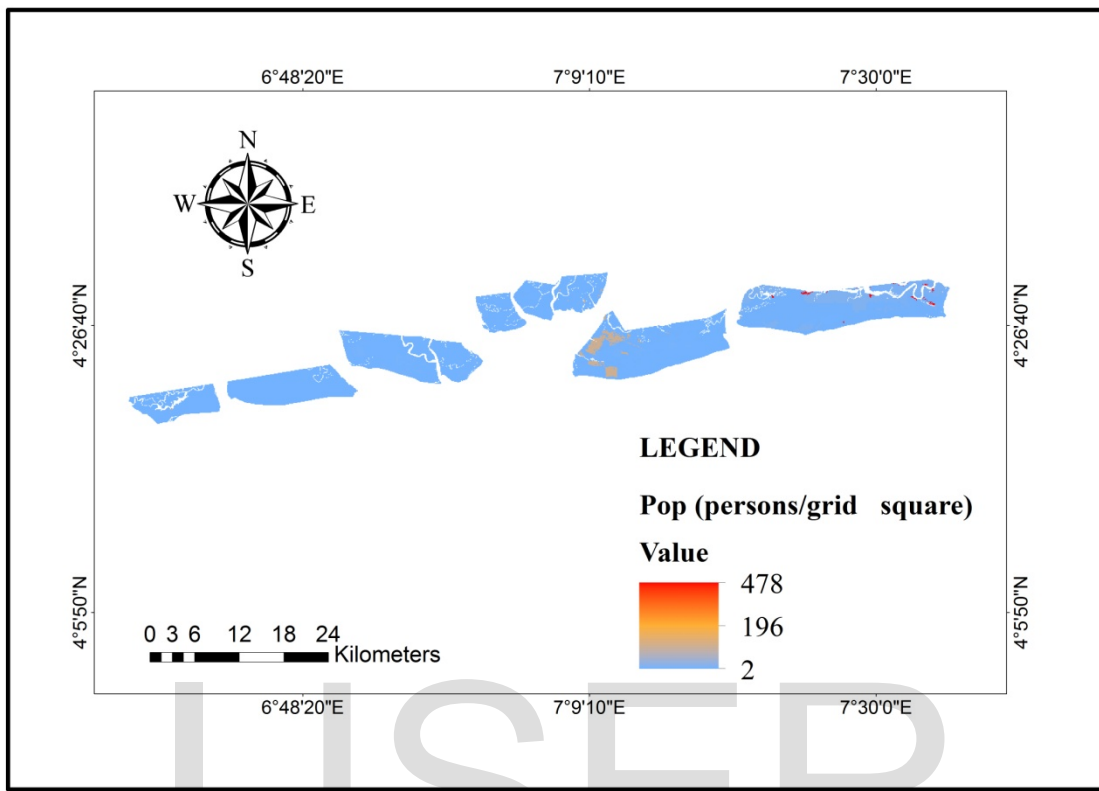 6°48'20"E 7°9'10"E 7°30'0"E
N
W E
S
4°26'40"N 4°26'40"N
LEGEND
Pop (persons/grid square)
Value
478
196
2
4°5'50"N 4°5'50"N
0 3 6 12 18 24
Kilometers
6°48'20"E 7°9'10"E 7°30'0"E
IJSER